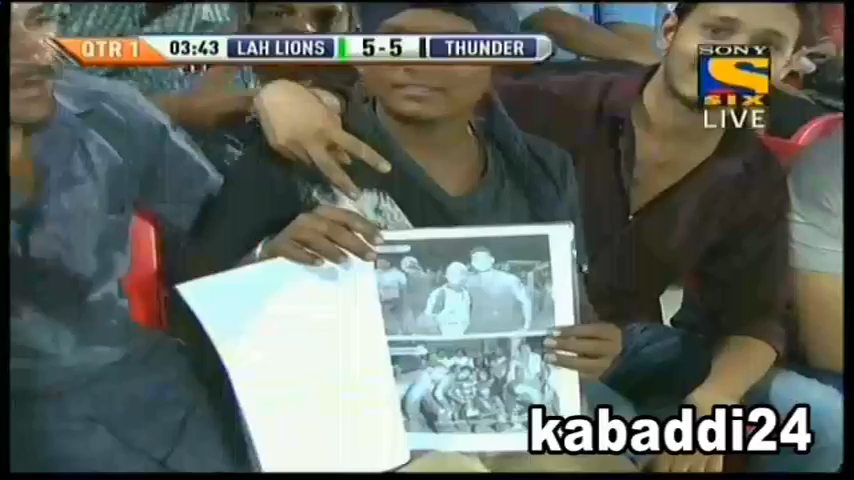 QTR 1 03:43 LAH LIONS 5-5 THUNDER
SONY
S
SIX
LIVE
kabaddi24